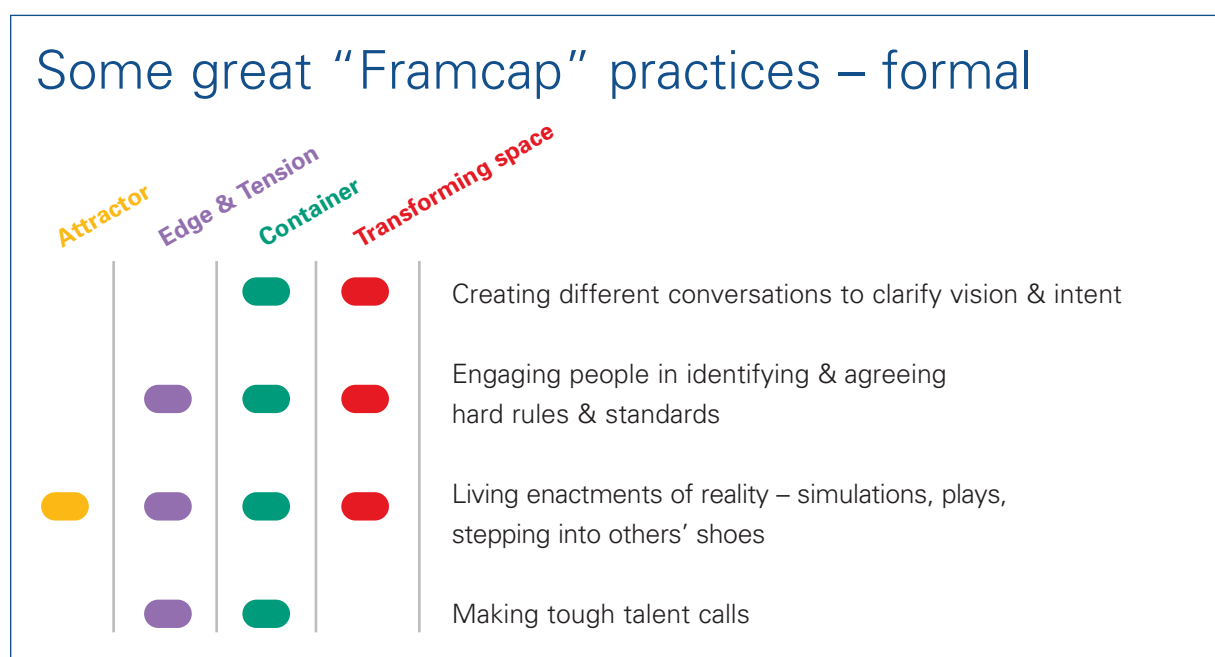 Some great “Framcap” practices – formal
Attractor
Edge & Tension
Container
Transforming space
Creating different conversations to clarify vision & intent
Engaging people in identifying & agreeing
hard rules & standards
Living enactments of reality – simulations, plays,
stepping into others’ shoes
Making tough talent calls